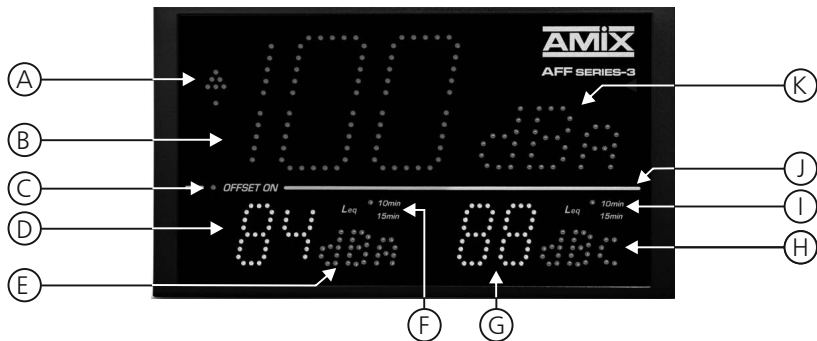 AMIX
AFF SERIES-3
A
100
dBA
K
B
J
C
OFFSET ON
D
84
Leq
10min
15min
dBA
88
Leq
10min
15min
dBC
I
H
E
F
G